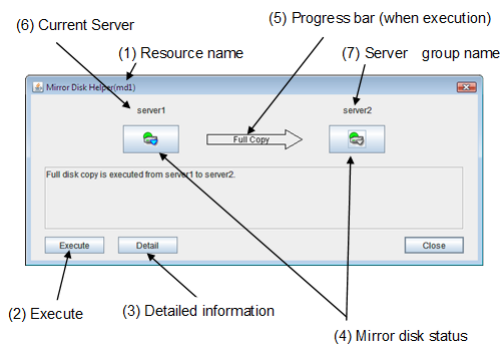 (5) Progress bar (when execution)
(6) Current Server
(1) Resource name
(7) Server group name
Mirror Disk Helper(md1)
server1
server2
Full Copy
Full disk copy is executed from server1 to server2.
Execute
Detail
Close
(2) Execute
(3) Detailed information
(4) Mirror disk status